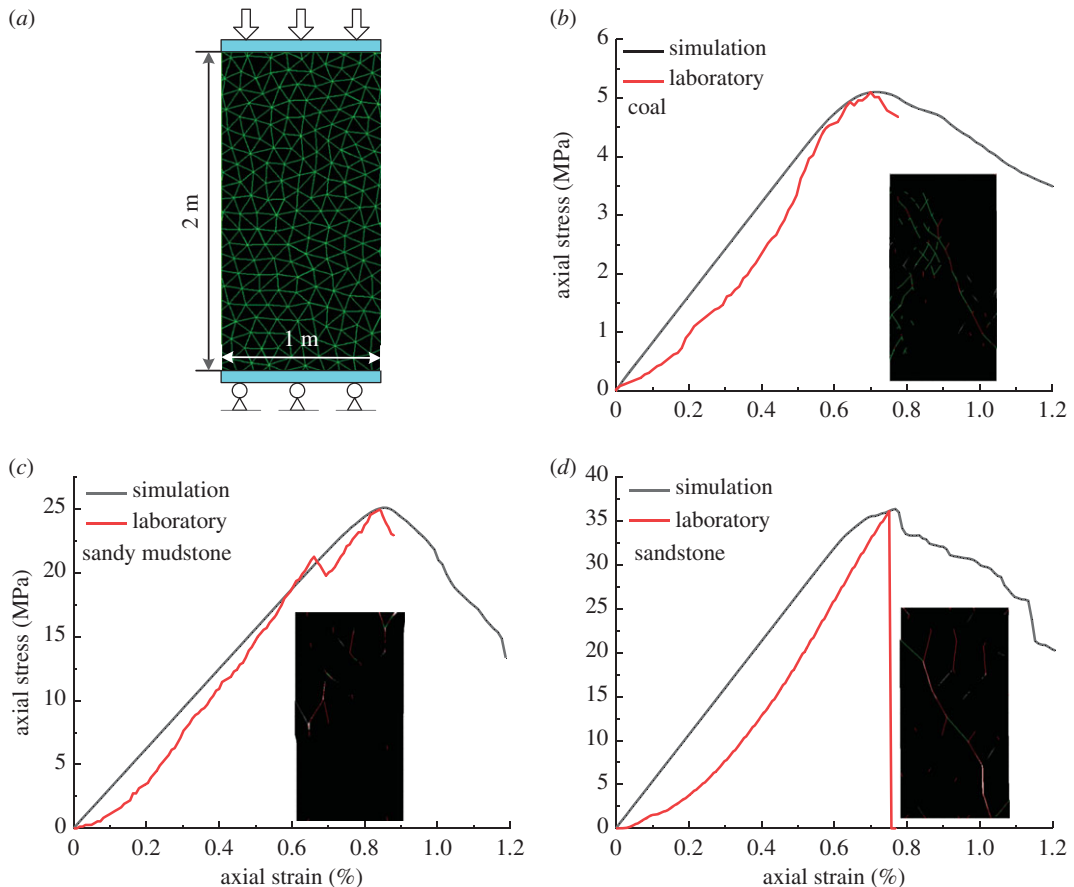 (a)
2 m
1 m
(b)
6
5
4
3
2
1
0
axial stress (MPa)
simulation
laboratory
coal
0 0.2 0.4 0.6 0.8 1.0 1.2
(c)
25
20
15
10
5
0
axial stress (MPa)
simulation
laboratory
sandy mudstone
0 0.2 0.4 0.6 0.8 1.0 1.2
axial strain (%)
(d)
40
35
30
25
20
15
10
5
0
simulation
laboratory
sandstone
0 0.2 0.4 0.6 0.8 1.0 1.2
axial strain (%)